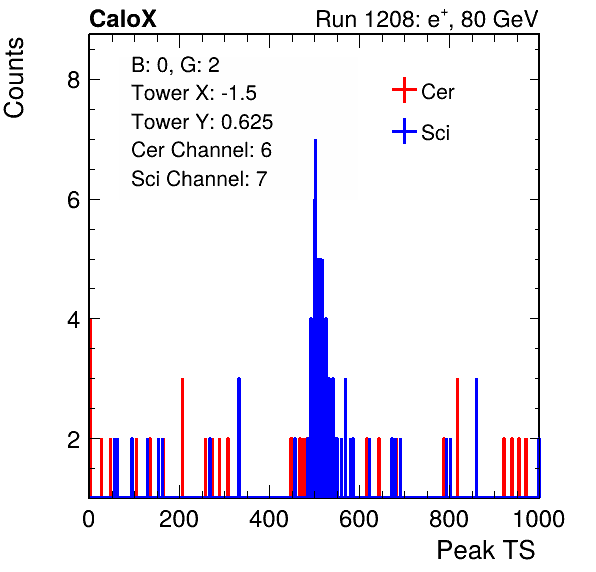 CaloX Run 1208: e⁺, 80 GeV
Counts
B: 0, G: 2
Tower X: -1.5
Tower Y: 0.625
Cer Channel: 6
Sci Channel: 7
Cer
Sci
8
6
4
2
0 200 400 600 800 1000
Peak TS